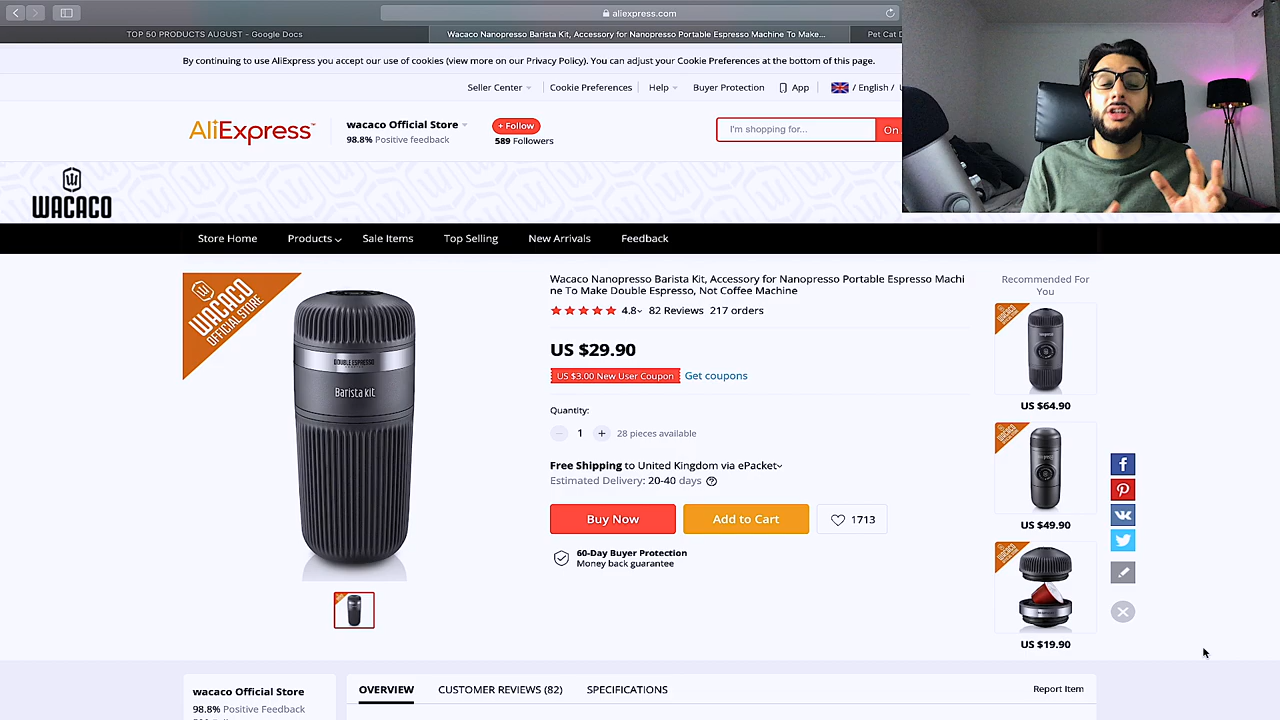 aliexpress.com
TOP 50 PRODUCTS AUGUST - Google Docs
Wacaco Nanopresso Barista Kit, Accessory for Nanopresso Portable Espresso Machine To Make...
Pet Cat D
By continuing to use AliExpress you accept our use of cookies (view more on our Privacy Policy). You can adjust your Cookie Preferences at the bottom of this page.
Seller Center
Cookie Preferences
Help
Buyer Protection
App
/ English /
AliExpress™
wacaco Official Store
98.8% Positive feedback
+ Follow
589 Followers
I'm shopping for...
On
WACACO
Store Home
Products
Sale Items
Top Selling
New Arrivals
Feedback
WACACO
OFFICIAL STORE
DOUBLE ESPRESSO
Barista kit
Wacaco Nanopresso Barista Kit, Accessory for Nanopresso Portable Espresso Machi
ne To Make Double Espresso, Not Coffee Machine
4.8 82 Reviews 217 orders
US $29.90
US $3.00 New User Coupon Get coupons
Quantity:
1 + 28 pieces available
Free Shipping to United Kingdom via ePacket
Estimated Delivery: 20-40 days
Buy Now
Add to Cart
1713
60-Day Buyer Protection
Money back guarantee
Recommended For
You
US $64.90
US $49.90
US $19.90
wacaco Official Store
98.8% Positive Feedback
OVERVIEW
CUSTOMER REVIEWS (82)
SPECIFICATIONS
Report Item